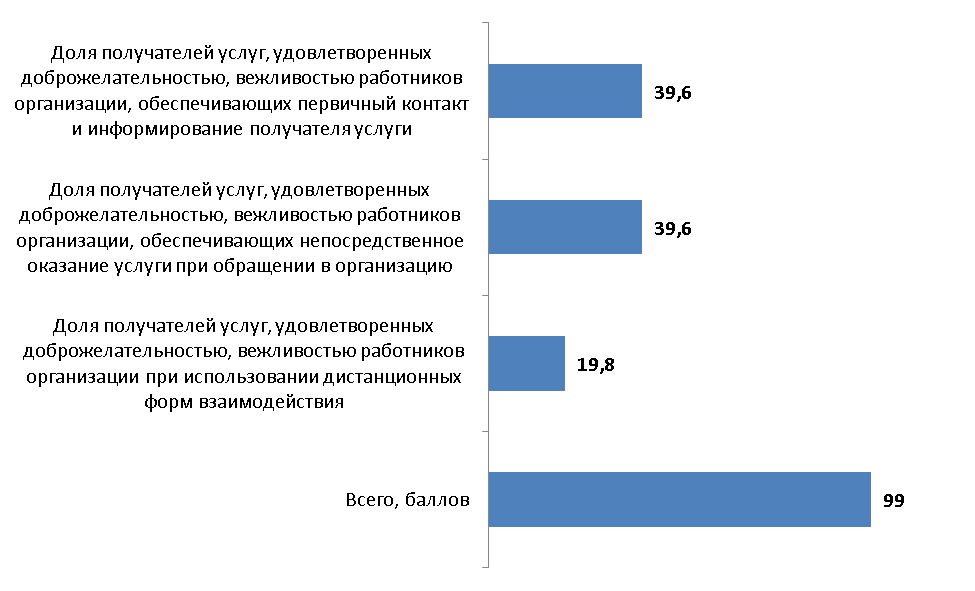 Доля получателей услуг, удовлетворенных
доброжелательностью, вежливостью работников
организации, обеспечивающих первичный контакт
и информирование получателя услуги
39,6
Доля получателей услуг, удовлетворенных
доброжелательностью, вежливостью работников
организации, обеспечивающих непосредственное
оказание услуги при обращении в организацию
39,6
Доля получателей услуг, удовлетворенных
доброжелательностью, вежливостью работников
организации при использовании дистанционных
форм взаимодействия
19,8
Всего, баллов
99